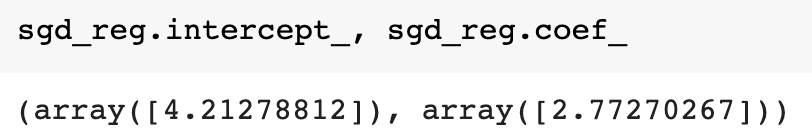 sgd_reg.intercept_, sgd_reg.coef_
(array([4.21278812]), array([2.77270267]))